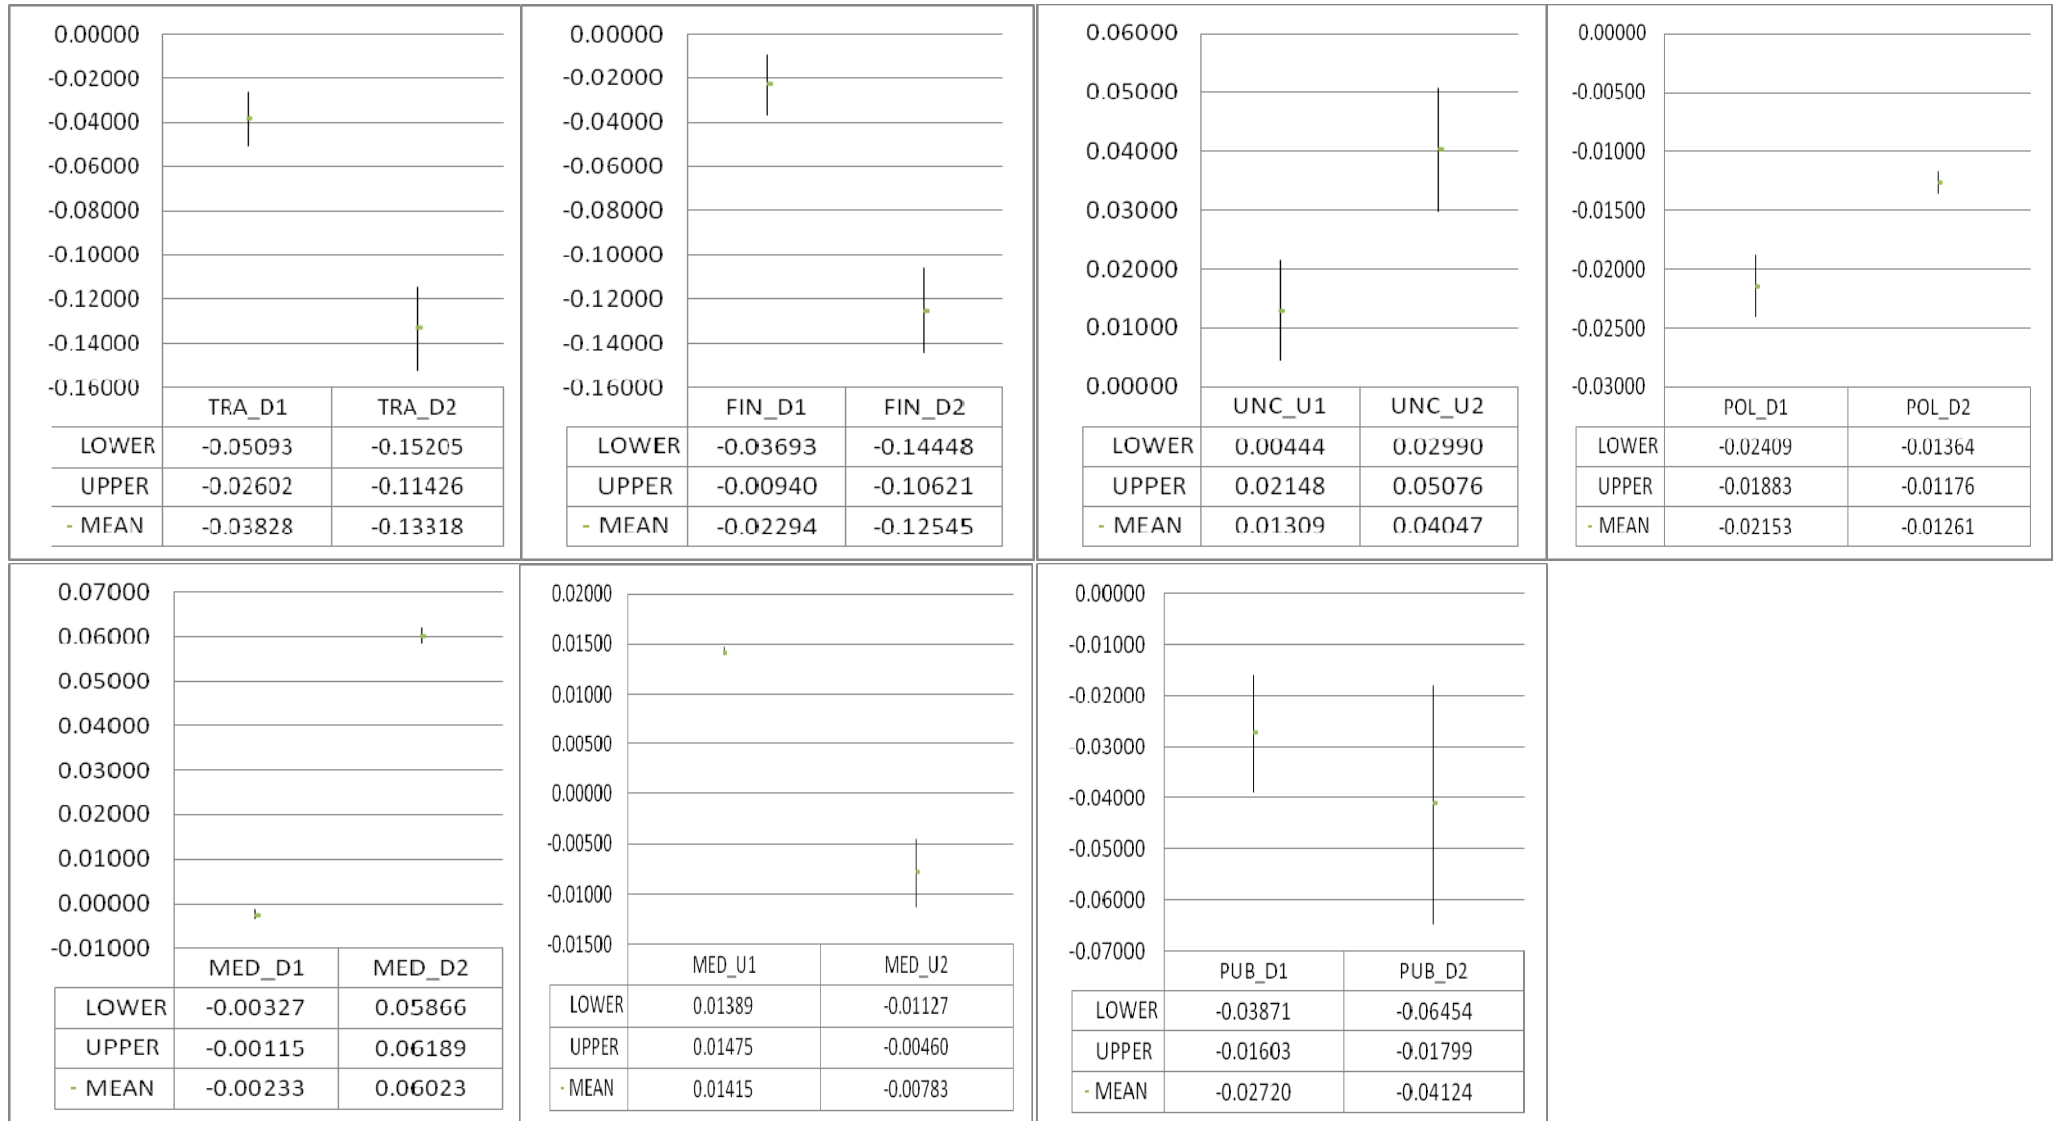 0.00000
-0.02000
-0.04000
-0.06000
-0.08000
-0.10000
-0.12000
-0.14000
-0.16000
TRA_D1 TRA_D2
LOWER -0.05093 -0.15205
UPPER -0.02602 -0.11426
MEAN -0.03828 -0.13318
0.00000
-0.02000
-0.04000
-0.06000
-0.08000
-0.10000
-0.12000
-0.14000
-0.16000
FIN_D1 FIN_D2
LOWER -0.03693 -0.14448
UPPER -0.00940 -0.10621
MEAN -0.02294 -0.12545
0.06000
0.05000
0.04000
0.03000
0.02000
0.01000
0.00000
UNC_U1 UNC_U2
LOWER 0.00444 0.02990
UPPER 0.02148 0.05076
MEAN 0.01309 0.04047
0.00000
-0.00500
-0.01000
-0.01500
-0.02000
-0.02500
-0.03000
POL_D1 POL_D2
LOWER -0.02409 -0.01364
UPPER -0.01883 -0.01176
MEAN -0.02153 -0.01261
0.07000
0.06000
0.05000
0.04000
0.03000
0.02000
0.01000
0.00000
-0.01000
MED_D1 MED_D2
LOWER -0.00327 0.05866
UPPER -0.00115 0.06189
MEAN -0.00233 0.06023
0.02000
0.01500
0.01000
0.00500
0.00000
-0.00500
-0.01000
-0.01500
MED_U1 MED_U2
LOWER 0.01389 -0.01127
UPPER 0.01475 -0.00460
MEAN 0.01415 -0.00783
0.00000
-0.01000
-0.02000
-0.03000
-0.04000
-0.05000
-0.06000
-0.07000
PUB_D1 PUB_D2
LOWER -0.03871 -0.06454
UPPER -0.01603 -0.01799
MEAN -0.02720 -0.04124